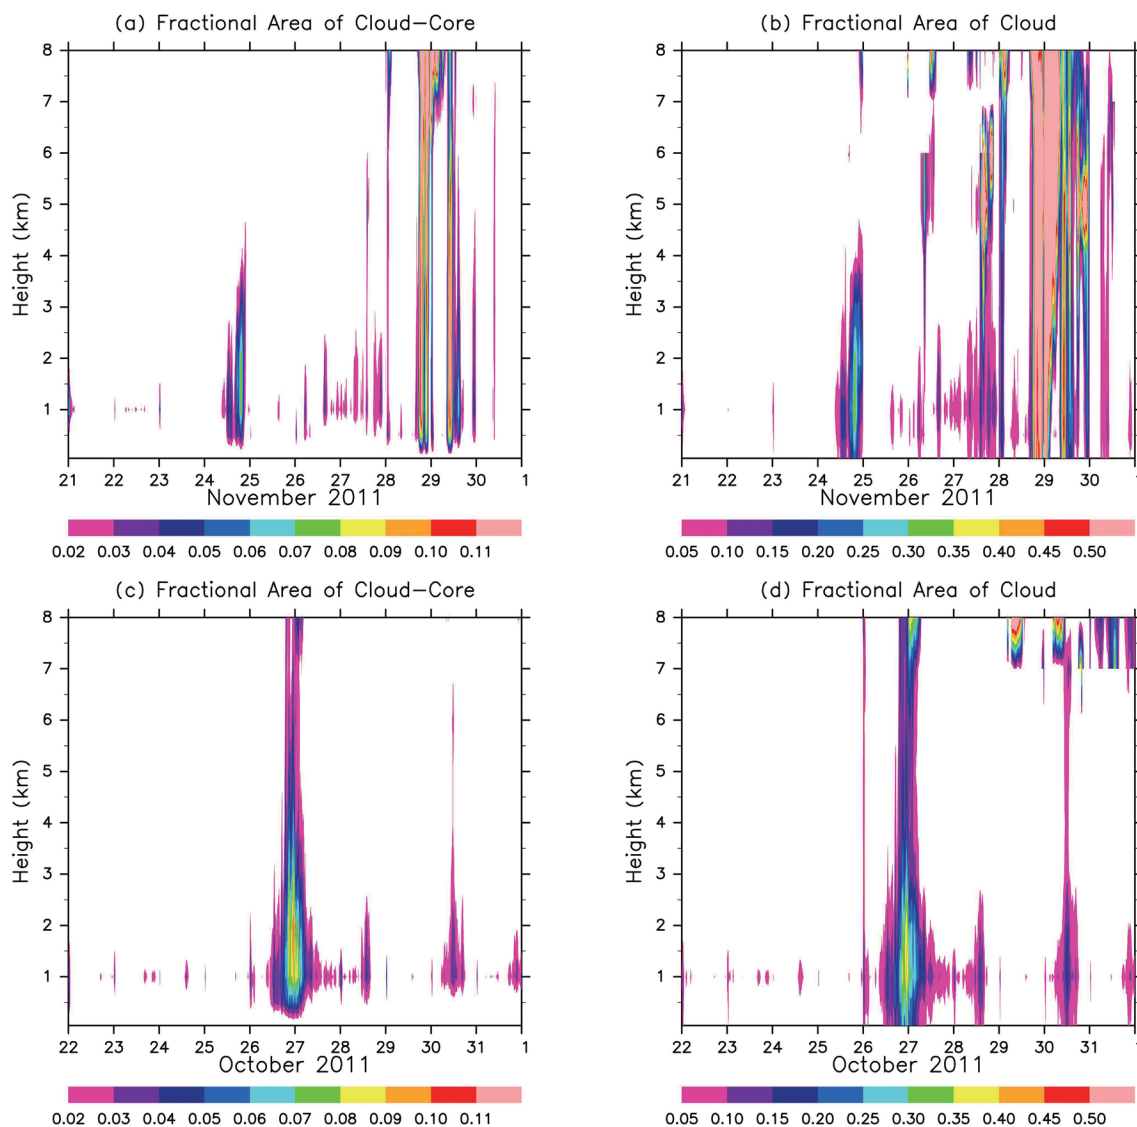 (a) Fractional Area of Cloud-Core
(b) Fractional Area of Cloud
8
7
6
5
4
3
2
1
Height (km)
21 22 23 24 25 26 27 28 29 30 1
November 2011
0.02 0.03 0.04 0.05 0.06 0.07 0.08 0.09 0.10 0.11
8
7
6
5
4
3
2
1
Height (km)
21 22 23 24 25 26 27 28 29 30 1
November 2011
0.05 0.10 0.15 0.20 0.25 0.30 0.35 0.40 0.45 0.50
(c) Fractional Area of Cloud-Core
(d) Fractional Area of Cloud
8
7
6
5
4
3
2
1
Height (km)
22 23 24 25 26 27 28 29 30 31 1
October 2011
0.02 0.03 0.04 0.05 0.06 0.07 0.08 0.09 0.10 0.11
8
7
6
5
4
3
2
1
Height (km)
22 23 24 25 26 27 28 29 30 31 1
October 2011
0.05 0.10 0.15 0.20 0.25 0.30 0.35 0.40 0.45 0.50